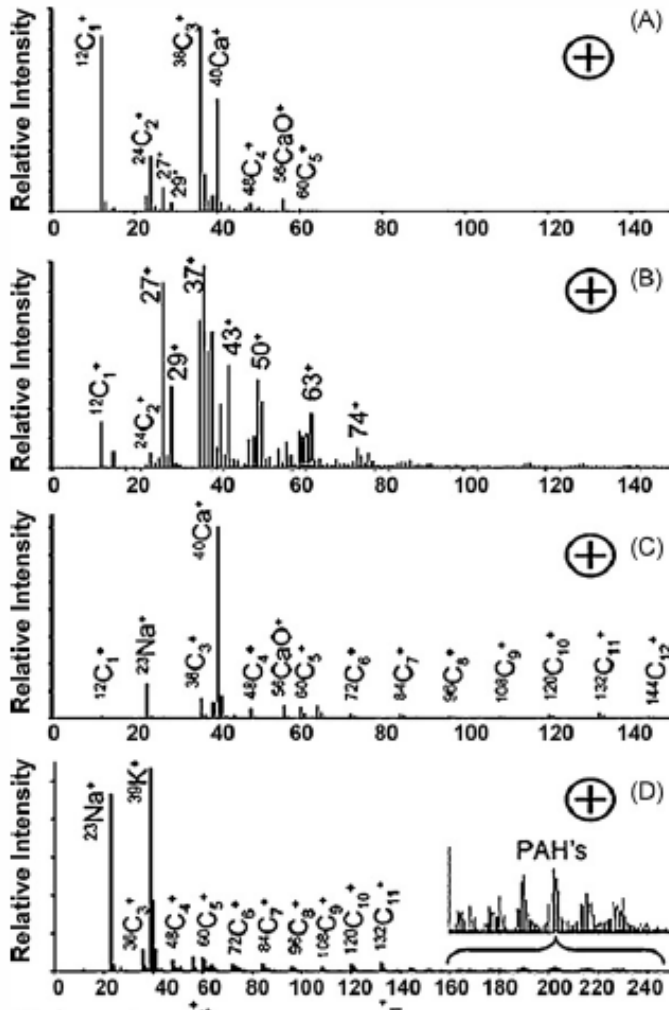 (A)
Relative Intensity
¹²C₁⁺
²⁴C₂⁺
27⁺
29⁺
³⁶C₃⁺
⁴⁰Ca⁺
⁴⁸C₄⁺
⁵⁶CaO⁺
⁶⁰C₅⁺
0 20 40 60 80 100 120 140
(B)
Relative Intensity
¹²C₁⁺
²⁴C₂⁺
27⁺
29⁺
37⁺
43⁺
50⁺
63⁺
74⁺
0 20 40 60 80 100 120 140
(C)
Relative Intensity
¹²C₁⁺
²³Na⁺
³⁶C₃⁺
⁴⁰Ca⁺
⁴⁸C₄⁺
⁵⁶CaO⁺
⁶⁰C₅⁺
⁷²C₆⁺
⁸⁴C₇⁺
⁹⁶C₈⁺
¹⁰⁸C₉⁺
¹²⁰C₁₀⁺
¹³²C₁₁⁺
¹⁴⁴C₁₂⁺
0 20 40 60 80 100 120 140
(D)
Relative Intensity
²³Na⁺
³⁶C₃⁺
³⁹K⁺
⁴⁸C₄⁺
⁶⁰C₅⁺
⁷²C₆⁺
⁸⁴C₇⁺
⁹⁶C₈⁺
¹⁰⁸C₉⁺
¹²⁰C₁₀⁺
¹³²C₁₁⁺
PAH's
0 20 40 60 80 100 120 140 160 180 200 220 240